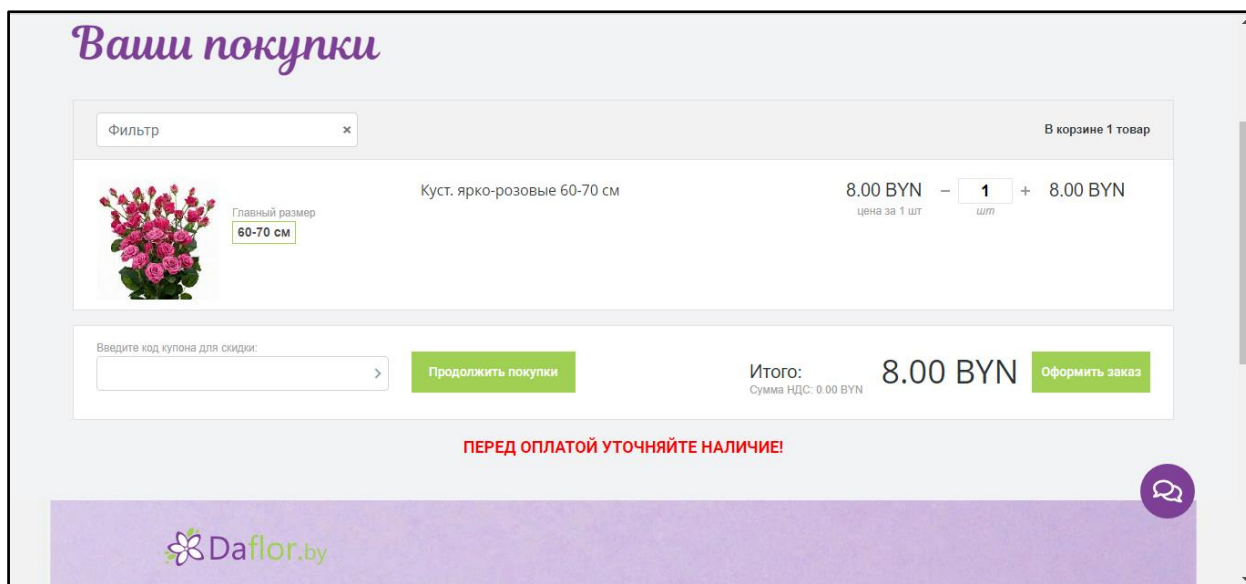 Ваши покупки
Фильтр ×
В корзине 1 товар
Куст. ярко-розовые 60-70 см
8.00 BYN – 1 + 8.00 BYN
цена за 1 шт шт
Главный размер
60-70 см
Введите код купона для скидки:
Продолжить покупки
Итого: 8.00 BYN
Сумма НДС: 0.00 BYN
Оформить заказ
ПЕРЕД ОПЛАТОЙ УТОЧНЯЙТЕ НАЛИЧИЕ!
Daflor.by